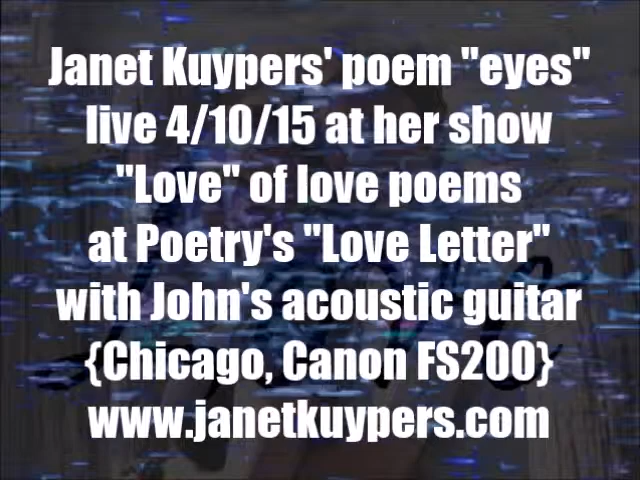 Janet Kuypers' poem "eyes"
live 4/10/15 at her show
"Love" of love poems
at Poetry's "Love Letter"
with John's acoustic guitar
{Chicago, Canon FS200}
www.janetkuypers.com